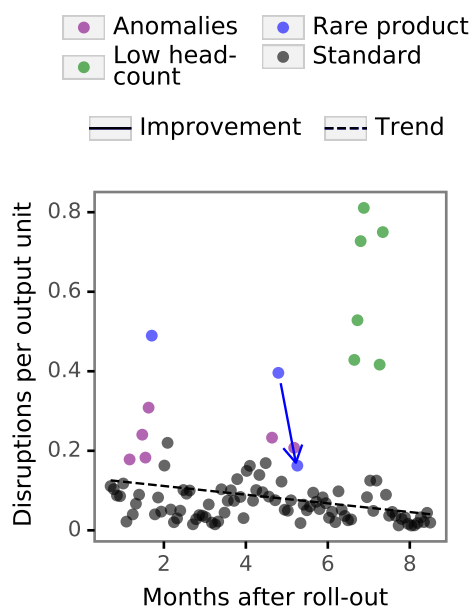 Anomalies
Low head-
count
Rare product
Standard
Improvement
Trend
Disruptions per output unit
0.8
0.6
0.4
0.2
0
2 4 6 8
Months after roll-out